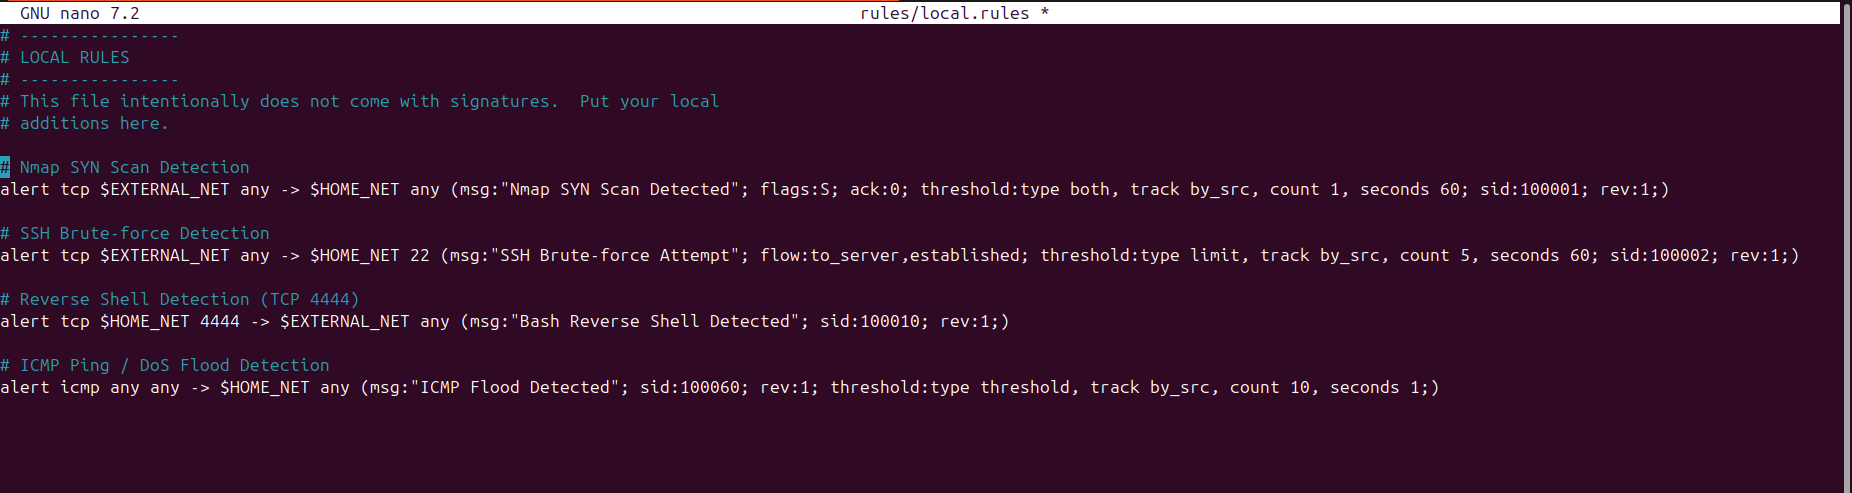 GNU nano 7.2 rules/local.rules *
# ----------------
# LOCAL RULES
# ----------------
# This file intentionally does not come with signatures.  Put your local
# additions here.
# Nmap SYN Scan Detection
alert tcp $EXTERNAL_NET any -> $HOME_NET any (msg:"Nmap SYN Scan Detected"; flags:S; ack:0; threshold:type both, track by_src, count 1, seconds 60; sid:100001; rev:1;)
# SSH Brute-force Detection
alert tcp $EXTERNAL_NET any -> $HOME_NET 22 (msg:"SSH Brute-force Attempt"; flow:to_server,established; threshold:type limit, track by_src, count 5, seconds 60; sid:100002; rev:1;)
# Reverse Shell Detection (TCP 4444)
alert tcp $HOME_NET 4444 -> $EXTERNAL_NET any (msg:"Bash Reverse Shell Detected"; sid:100010; rev:1;)
# ICMP Ping / DoS Flood Detection
alert icmp any any -> $HOME_NET any (msg:"ICMP Flood Detected"; sid:100060; rev:1; threshold:type threshold, track by_src, count 10, seconds 1;)